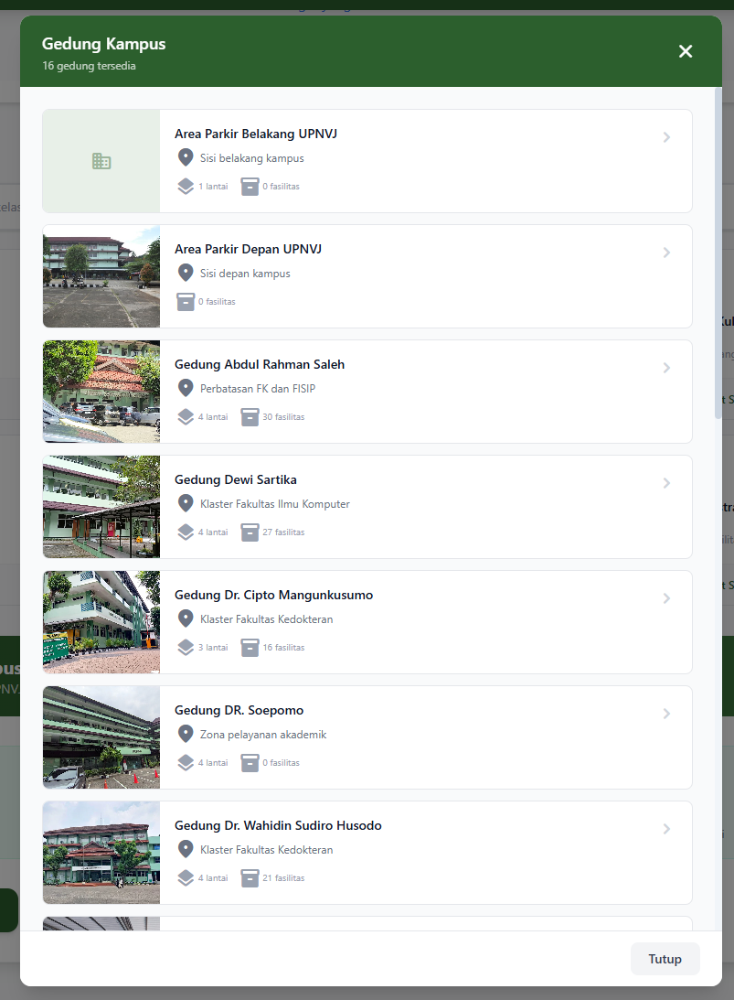 Gedung Kampus
16 gedung tersedia
Area Parkir Belakang UPNVJ
Sisi belakang kampus
1 lantai 0 fasilitas
Area Parkir Depan UPNVJ
Sisi depan kampus
0 fasilitas
Gedung Abdul Rahman Saleh
Perbatasan FK dan FISIP
4 lantai 30 fasilitas
Gedung Dewi Sartika
Klaster Fakultas Ilmu Komputer
4 lantai 27 fasilitas
Gedung Dr. Cipto Mangunkusumo
Klaster Fakultas Kedokteran
3 lantai 16 fasilitas
Gedung DR. Soepomo
Zona pelayanan akademik
4 lantai 0 fasilitas
Gedung Dr. Wahidin Sudiro Husodo
Klaster Fakultas Kedokteran
4 lantai 21 fasilitas
Tutup